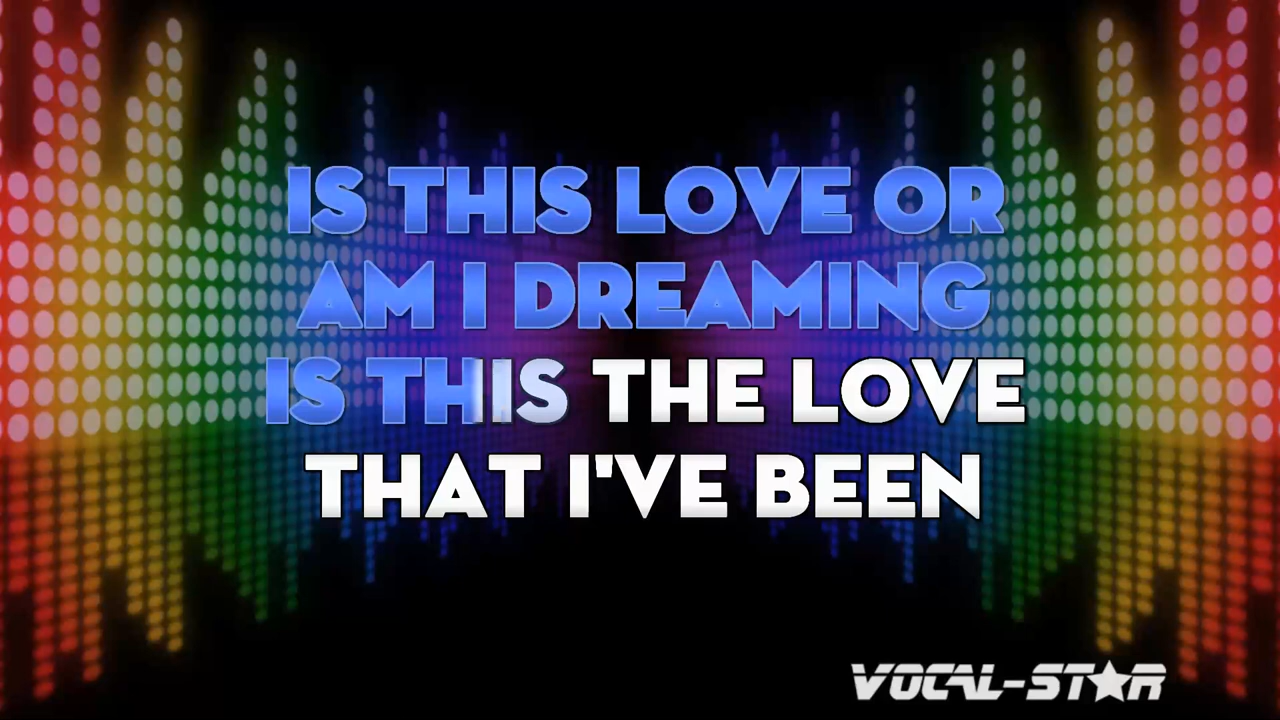 IS THIS LOVE OR
AM I DREAMING
IS THIS THE LOVE
THAT I'VE BEEN
VOCAL-STAR